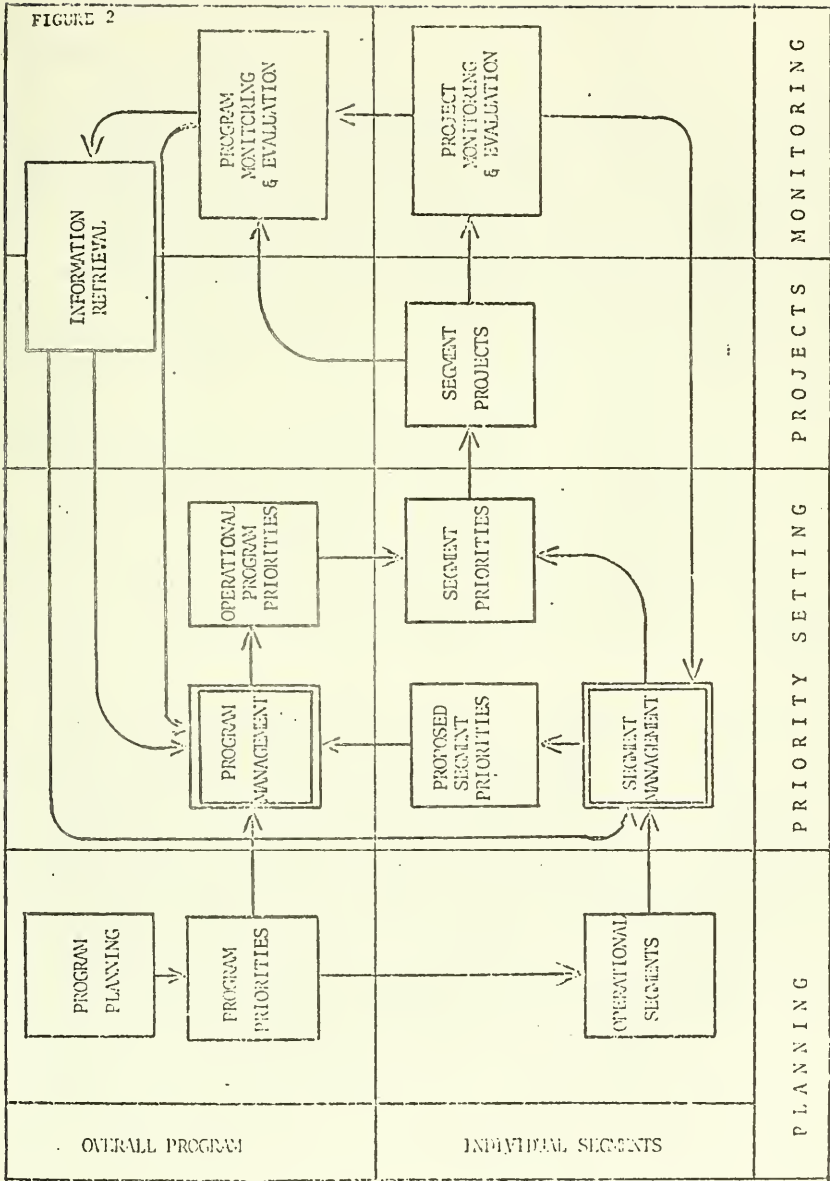 FIGURE 2
OVERALL PROGRAM
PROGRAM
PLANNING
PROGRAM
PRIORITIES
PROGRAM
MANAGEMENT
OPERATIONAL
PROGRAM
PRIORITIES
INFORMATION
RETRIEVAL
PROGRAM
MONITORING
& EVALUATION
INDIVIDUAL SEGMENTS
OPERATIONAL
SEGMENTS
PROPOSED
SEGMENT
PRIORITIES
SEGMENT
MANAGEMENT
SEGMENT
PRIORITIES
SEGMENT
PROJECTS
PROJECT
MONITORING
& EVALUATION
PLANNING
PRIORITY SETTING
PROJECTS
MONITORING